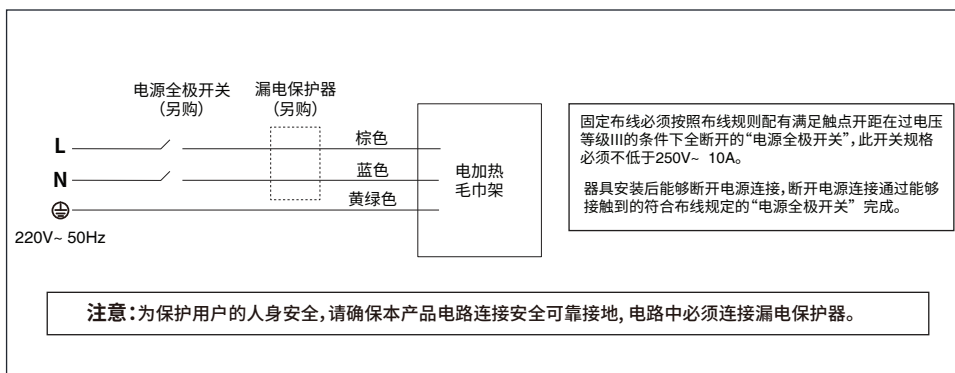 电源全极开关
(另购)
漏电保护器
(另购)
L
N
220V~ 50Hz
棕色
蓝色
黄绿色
电加热
毛巾架
固定布线必须按照布线规则配有满足触点开距在过电压
等级III的条件下全断开的“电源全极开关”，此开关规格
必须不低于250V~ 10A。
器具安装后能够断开电源连接，断开电源连接通过能够
接触到的符合布线规定的“电源全极开关” 完成。
注意：为保护用户的人身安全，请确保本产品电路连接安全可靠接地, 电路中必须连接漏电保护器。